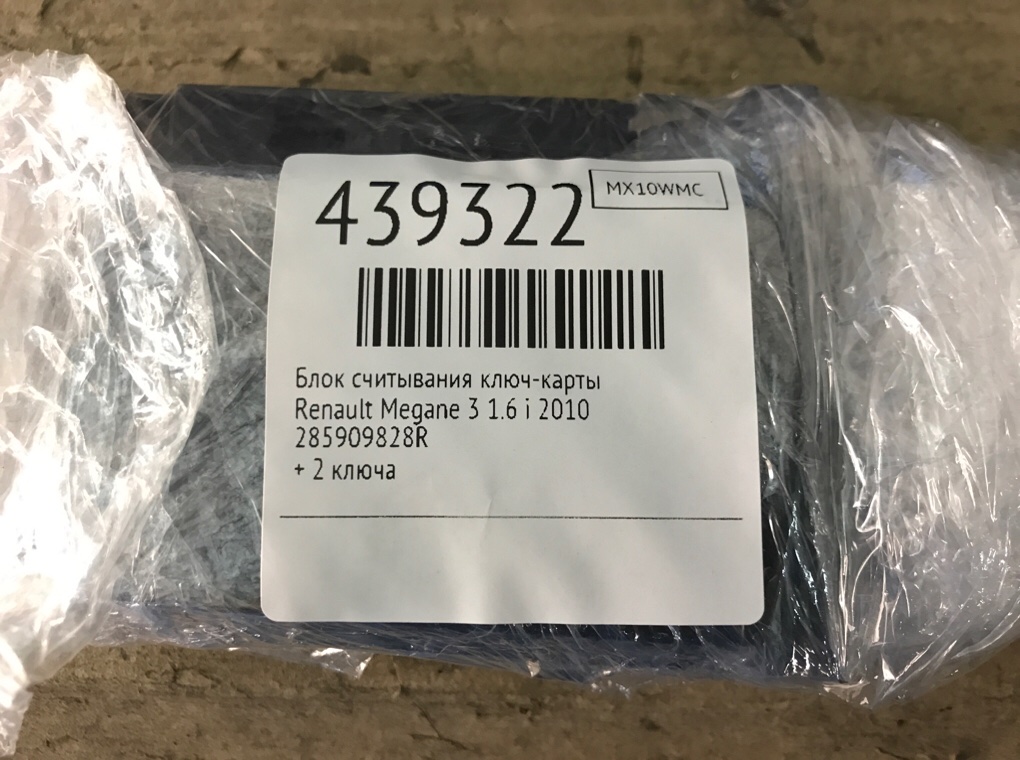 439322
MX10WMC
Блок считывания ключ-карты
Renault Megane 3 1.6 i 2010
285909828R
+ 2 ключа